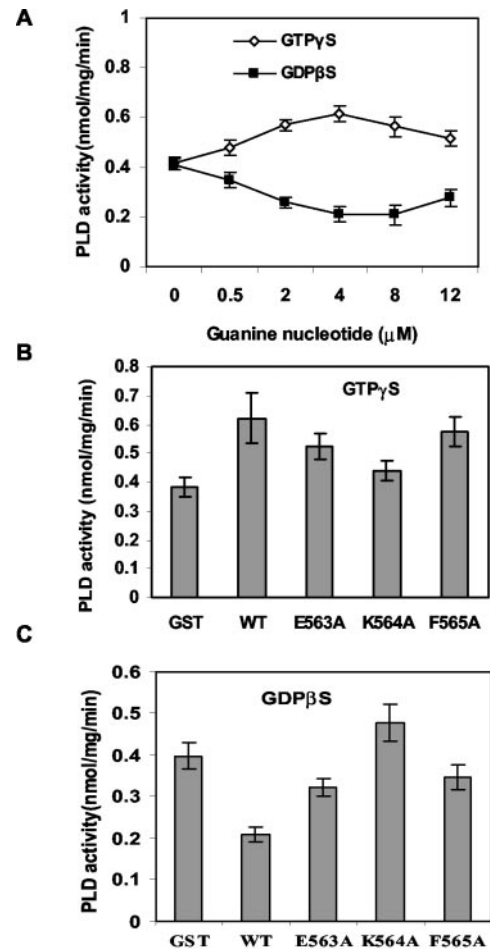 A
GTPγS
GDPβS
PLD activity(nmol/mg/min)
1
0.8
0.6
0.4
0.2
0
0 0.5 2 4 8 12
Guanine nucleotide (μM)
B
GTPγS
PLD activity (nmol/mg/min)
0.8
0.7
0.6
0.5
0.4
0.3
0.2
0.1
0
GST WT E563A K564A F565A
C
GDPβS
PLD activity(nmol/mg/min)
0.6
0.5
0.4
0.3
0.2
0.1
0
GST WT E563A K564A F565A